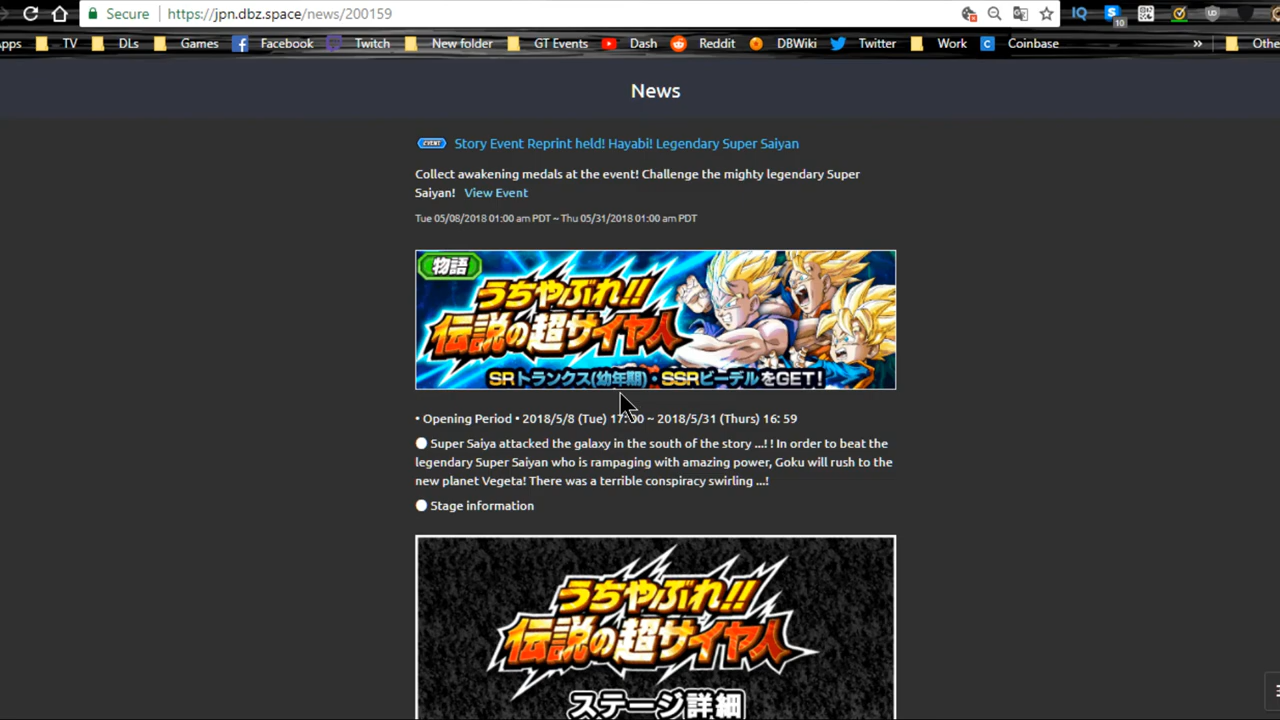 Secure https://jpn.dbz.space/news/200159
10
Apps TV DLs Games Facebook Twitch New folder GT Events Dash Reddit DBWiki Twitter Work Coinbase » Othe
News
EVENT Story Event Reprint held! Hayabi! Legendary Super Saiyan
Collect awakening medals at the event! Challenge the mighty legendary Super
Saiyan! View Event
Tue 05/08/2018 01:00 am PDT ~ Thu 05/31/2018 01:00 am PDT
物語
うちやぶれ!!
伝説の超サイヤ人
SRトランクス(幼年期)・SSRビーデルをGET!
• Opening Period • 2018/5/8 (Tue) 17:00 ~ 2018/5/31 (Thurs) 16: 59
● Super Saiya attacked the galaxy in the south of the story ...! ! In order to beat the
legendary Super Saiyan who is rampaging with amazing power, Goku will rush to the
new planet Vegeta! There was a terrible conspiracy swirling ...!
● Stage information
うちやぶれ!!
伝説の超サイヤ人
ステージ詳細